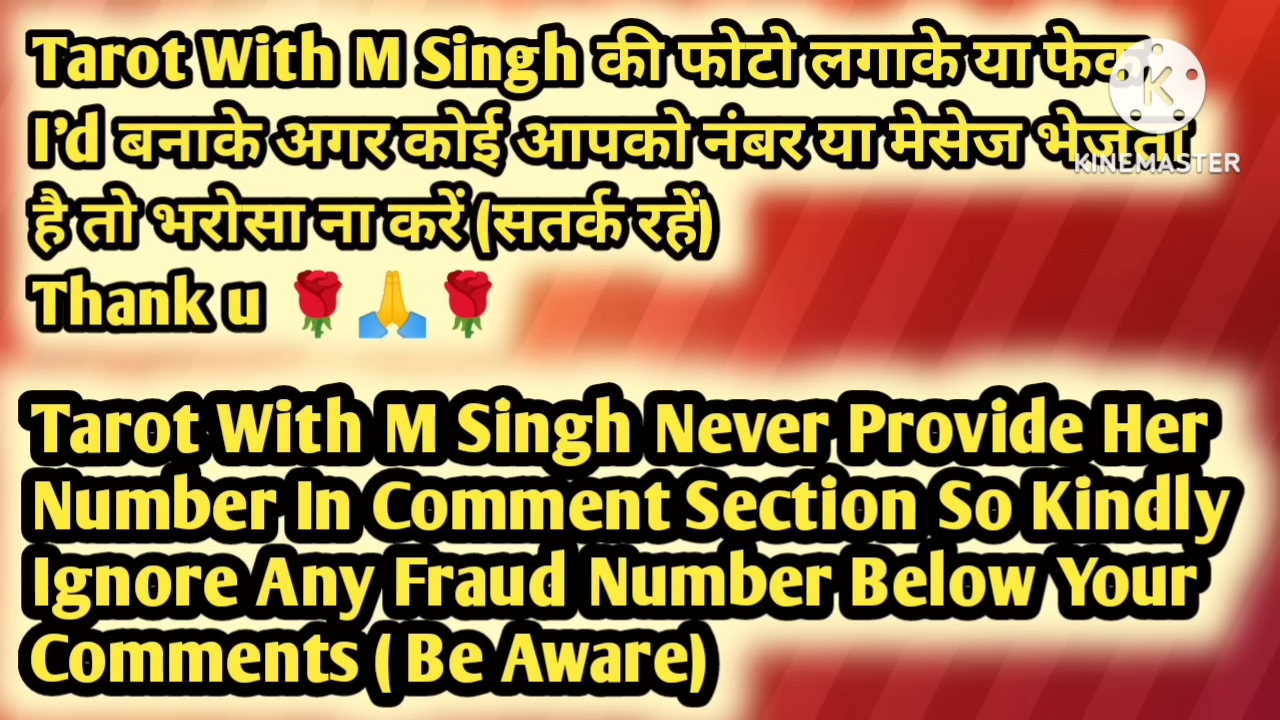 Tarot With M Singh की फोटो लगाके या फेक
I’d बनाके अगर कोई आपको नंबर या मेसेज भेजता
है तो भरोसा ना करें (सतर्क रहें)
Thank u 🌹🙏🌹
K
KINEMASTER
Tarot With M Singh Never Provide Her
Number In Comment Section So Kindly
Ignore Any Fraud Number Below Your
Comments ( Be Aware)